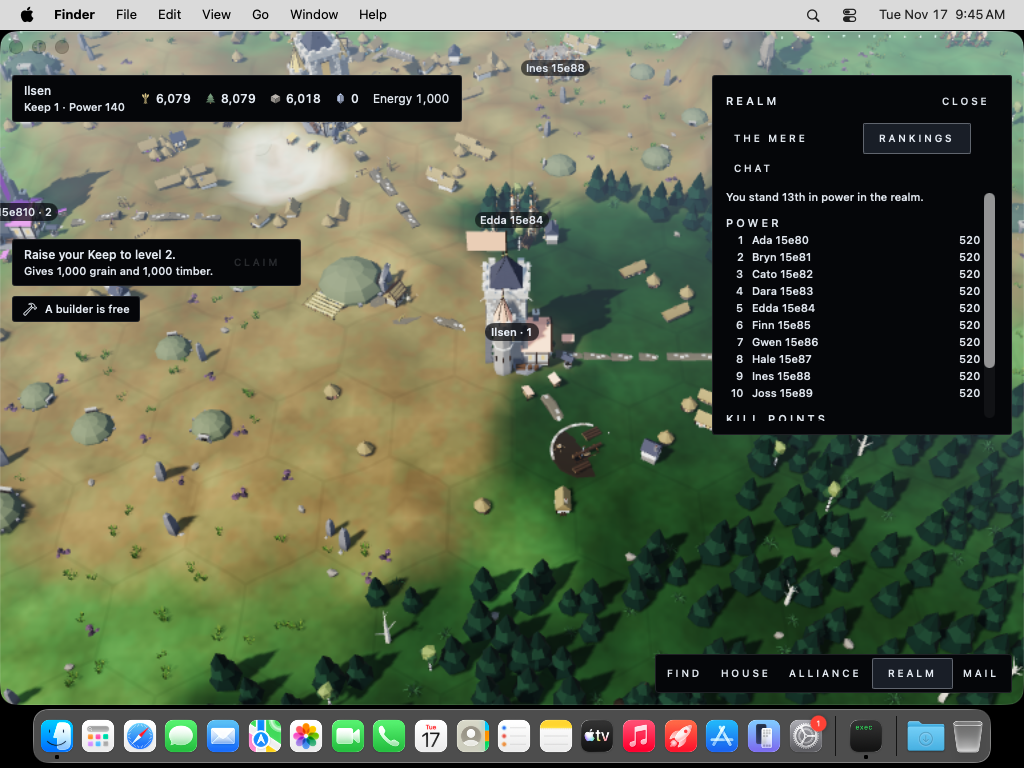 Finder File Edit View Go Window Help Tue Nov 17 9:45 AM
Ines 15e88
Ilsen
Keep 1 · Power 140
6,079 8,079 6,018 0 Energy 1,000
REALM CLOSE
THE MERE RANKINGS
CHAT
You stand 13th in power in the realm.
POWER
1 Ada 15e80 520
2 Bryn 15e81 520
3 Cato 15e82 520
4 Dara 15e83 520
5 Edda 15e84 520
6 Finn 15e85 520
7 Gwen 15e86 520
8 Hale 15e87 520
9 Ines 15e88 520
10 Joss 15e89 520
KILL POINTS
15e810 · 2
Edda 15e84
Raise your Keep to level 2.
Gives 1,000 grain and 1,000 timber.
CLAIM
A builder is free
Ilsen · 1
FIND HOUSE ALLIANCE REALM MAIL
Tue
17
tv
1
exec